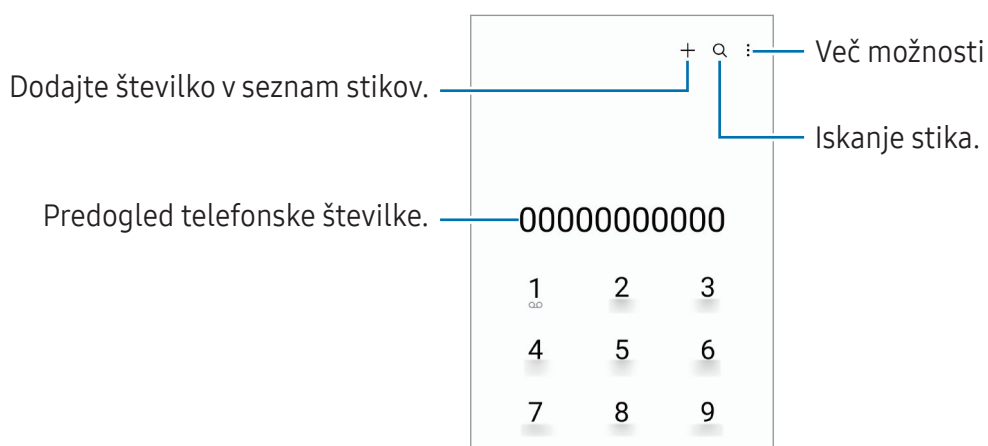 Več možnosti
Dodajte številko v seznam stikov.
Iskanje stika.
Predogled telefonske številke.
00000000000
1 2 3
4 5 6
7 8 9